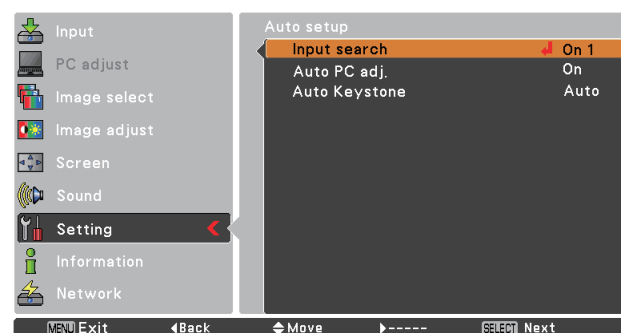 Input
PC adjust
Image select
Image adjust
Screen
Sound
Setting
Information
Network
Auto setup
Input search On 1
Auto PC adj. On
Auto Keystone Auto
MENU Exit Back Move ----- SELECT Next